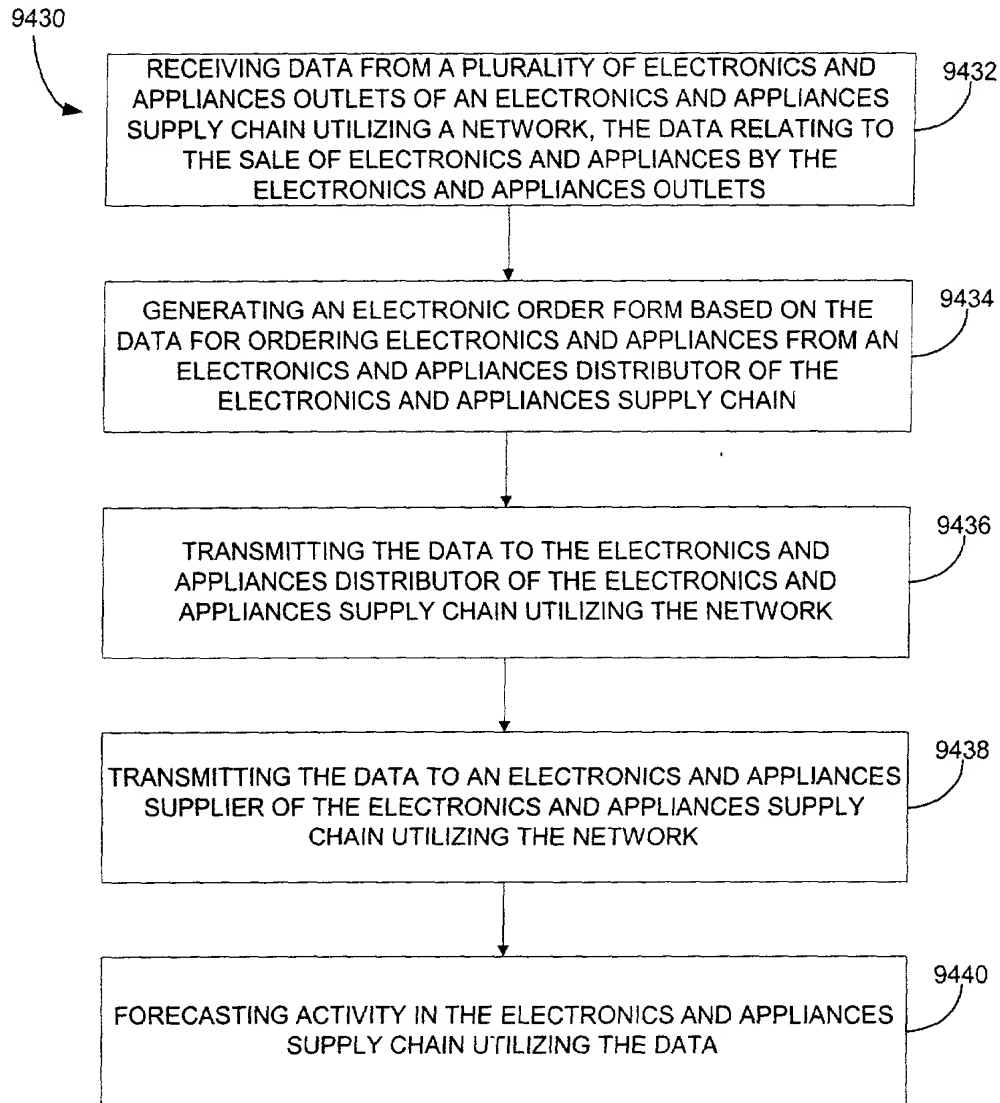 9430
RECEIVING DATA FROM A PLURALITY OF ELECTRONICS AND
APPLIANCES OUTLETS OF AN ELECTRONICS AND APPLIANCES
SUPPLY CHAIN UTILIZING A NETWORK, THE DATA RELATING TO
THE SALE OF ELECTRONICS AND APPLIANCES BY THE
ELECTRONICS AND APPLIANCES OUTLETS
9432
GENERATING AN ELECTRONIC ORDER FORM BASED ON THE
DATA FOR ORDERING ELECTRONICS AND APPLIANCES FROM AN
ELECTRONICS AND APPLIANCES DISTRIBUTOR OF THE
ELECTRONICS AND APPLIANCES SUPPLY CHAIN
9434
TRANSMITTING THE DATA TO THE ELECTRONICS AND
APPLIANCES DISTRIBUTOR OF THE ELECTRONICS AND
APPLIANCES SUPPLY CHAIN UTILIZING THE NETWORK
9436
TRANSMITTING THE DATA TO AN ELECTRONICS AND APPLIANCES
SUPPLIER OF THE ELECTRONICS AND APPLIANCES SUPPLY
CHAIN UTILIZING THE NETWORK
9438
FORECASTING ACTIVITY IN THE ELECTRONICS AND APPLIANCES
SUPPLY CHAIN UTILIZING THE DATA
9440